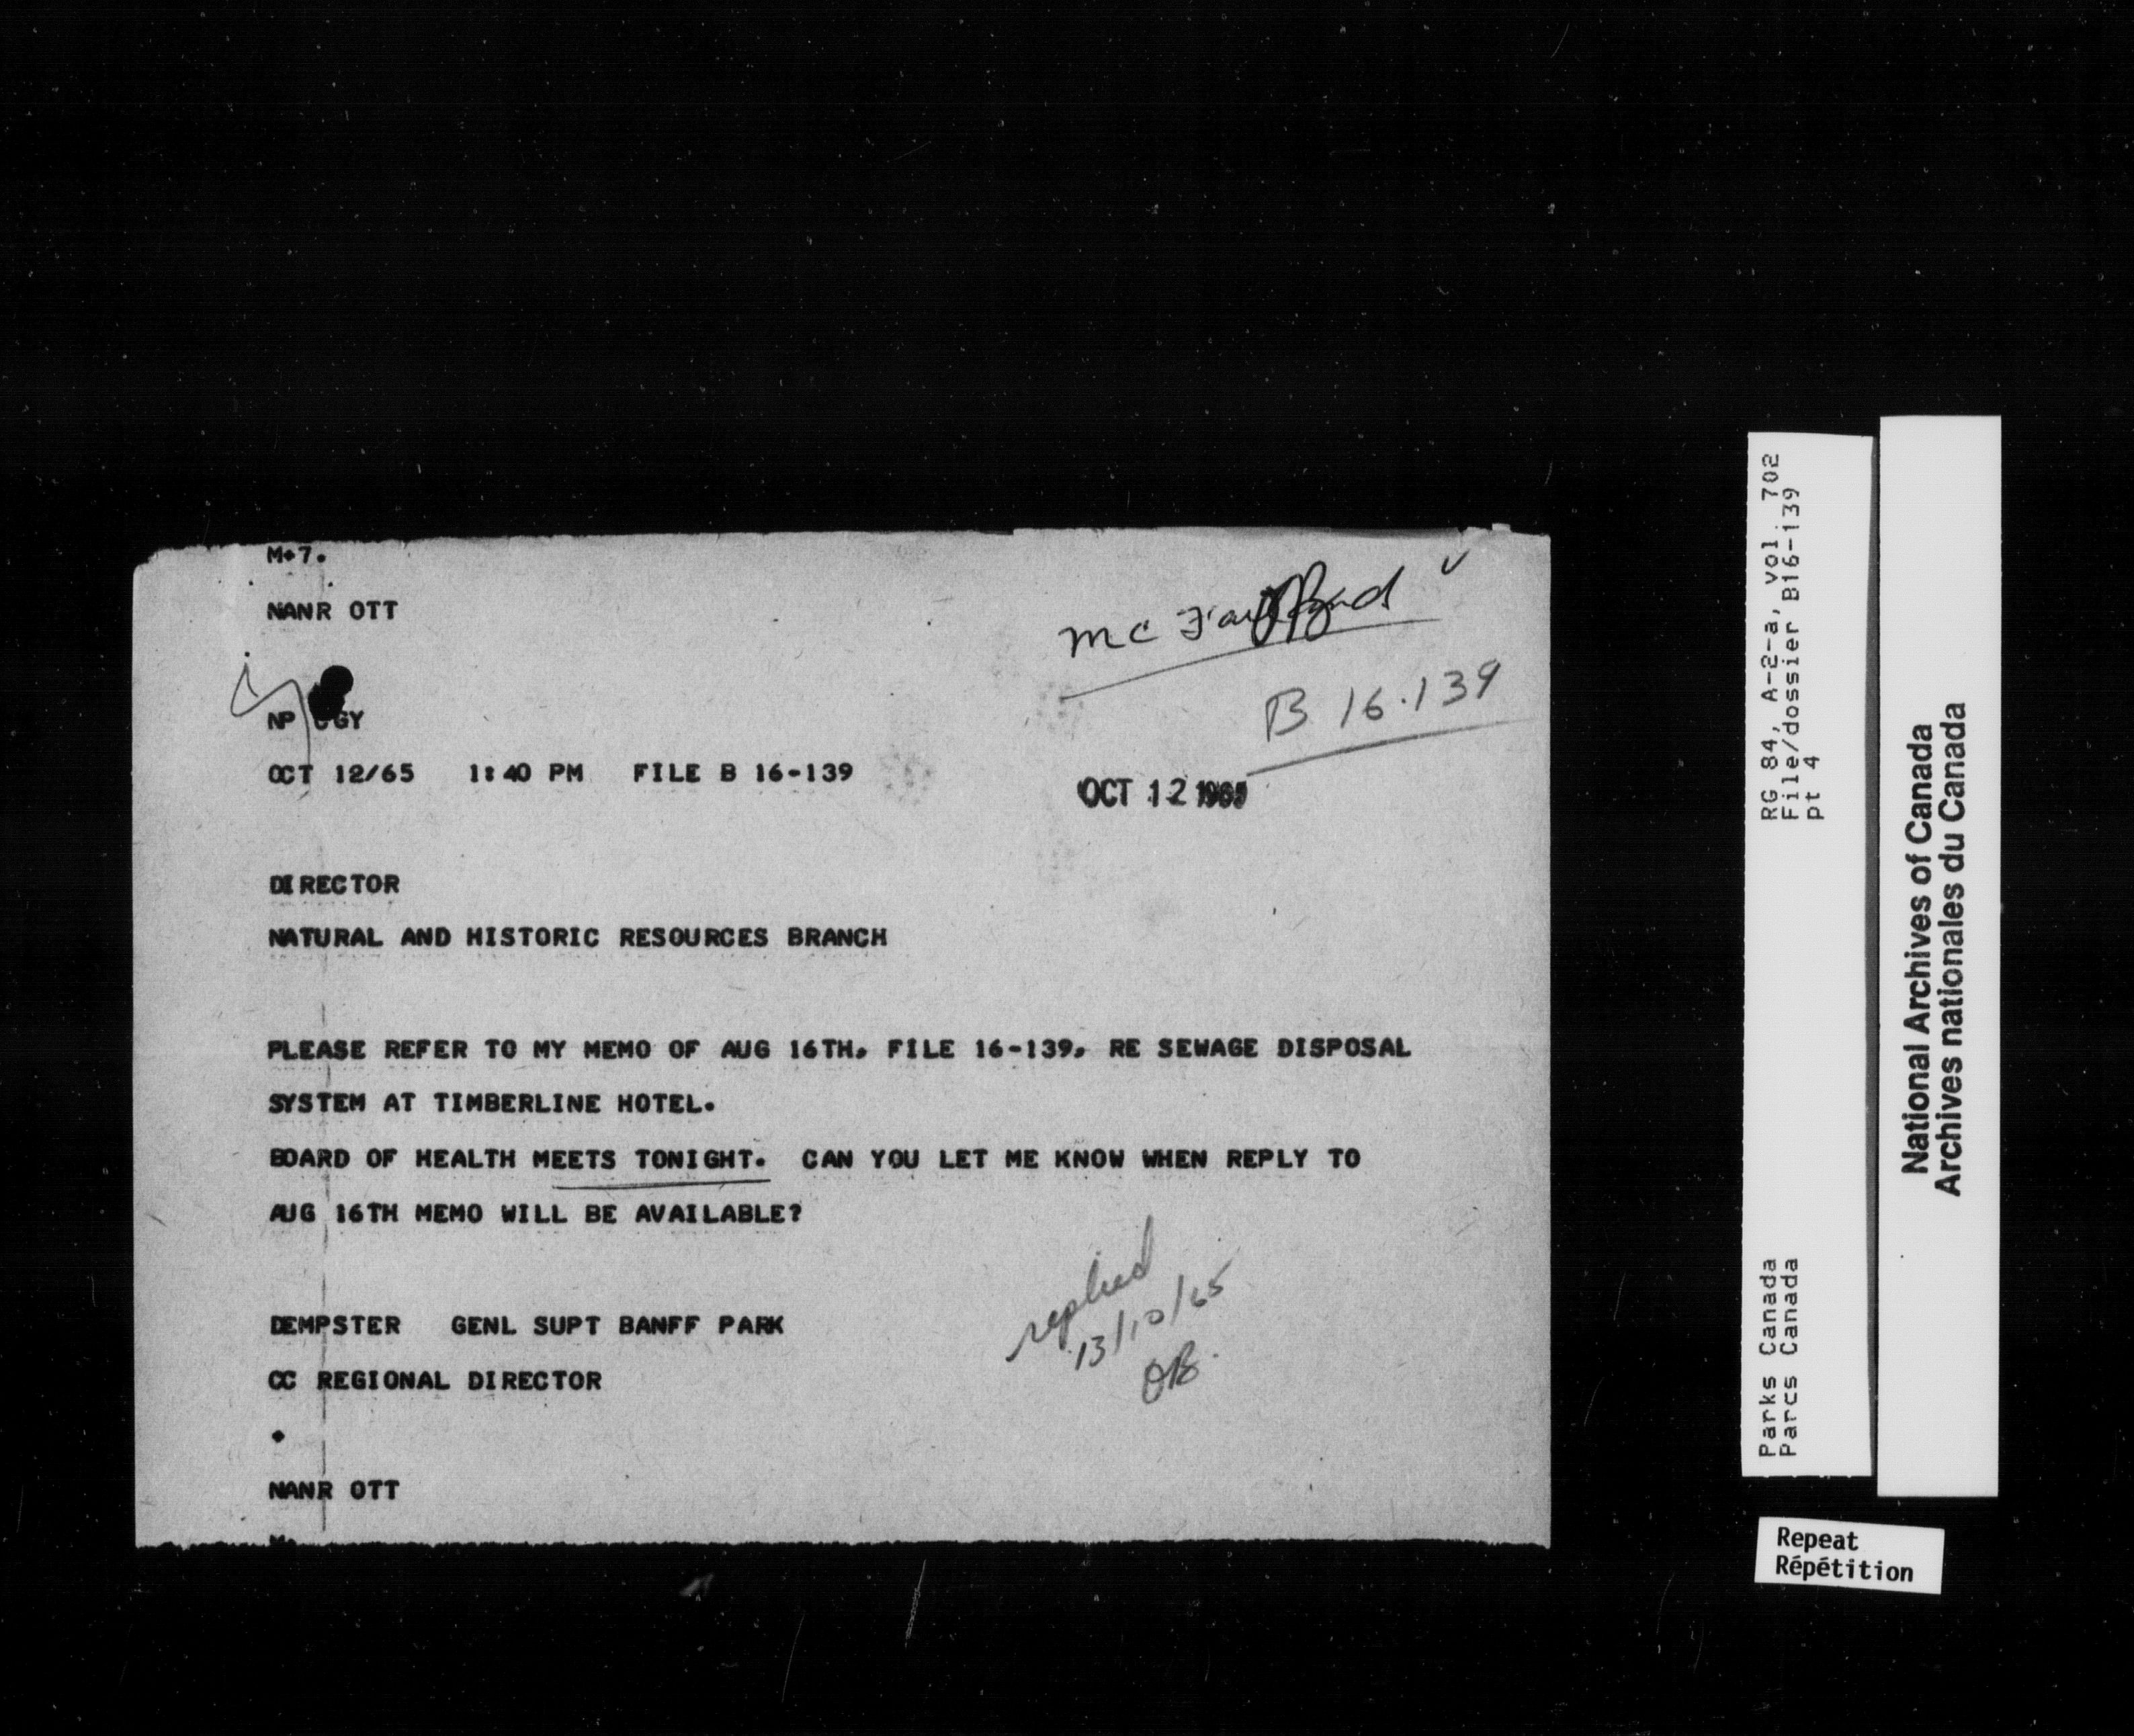 M+7.
NANR OTT
B 16.139
NP CGY
OCT 12/65 1:40 PM FILE B 16-139
OCT 12 1965
DIRECTOR
NATURAL AND HISTORIC RESOURCES BRANCH
PLEASE REFER TO MY MEMO OF AUG 16TH, FILE 16-139, RE SEWAGE DISPOSAL
SYSTEM AT TIMBERLINE HOTEL.
BOARD OF HEALTH MEETS TONIGHT. CAN YOU LET ME KNOW WHEN REPLY TO
AUG 16TH MEMO WILL BE AVAILABLE?
replied
13/10/65
DEMPSTER GENL SUPT BANFF PARK
CC REGIONAL DIRECTOR
NANR OTT
RG 84, A-2-a, vol. 702
File/dossier B16-139
pt 4
Parks Canada
Parcs Canada
National Archives of Canada
Archives nationales du Canada
Repeat
Répétition